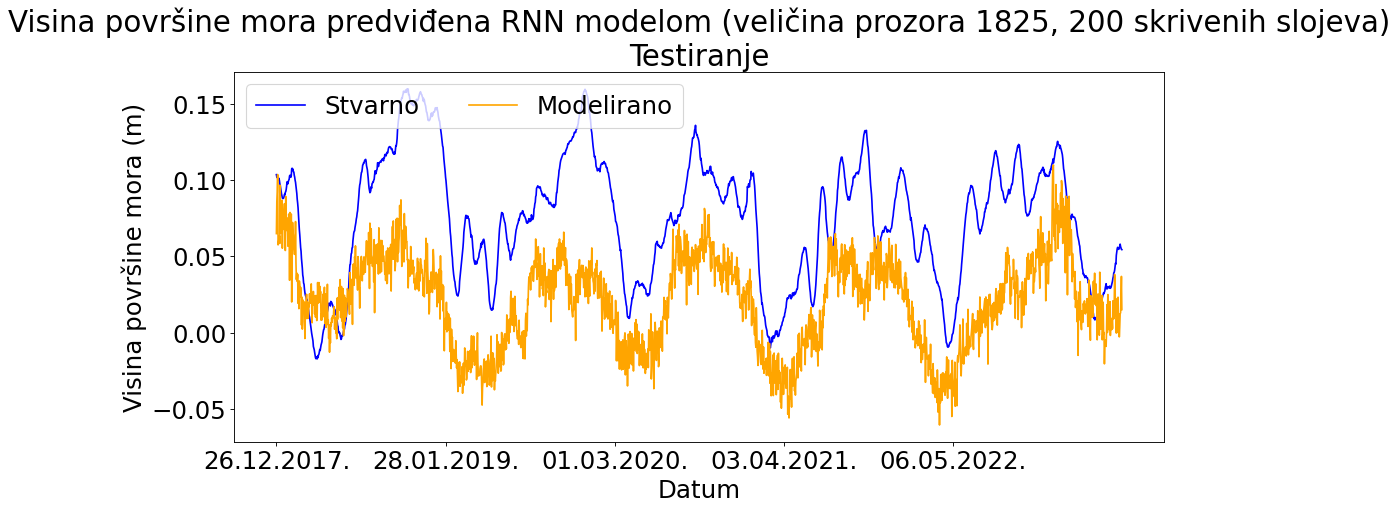 Visina površine mora predviđena RNN modelom (veličina prozora 1825, 200 skrivenih slojeva)
Testiranje
Stvarno Modelirano
Visina površine mora (m)
0.15
0.10
0.05
0.00
−0.05
26.12.2017. 28.01.2019. 01.03.2020. 03.04.2021. 06.05.2022.
Datum